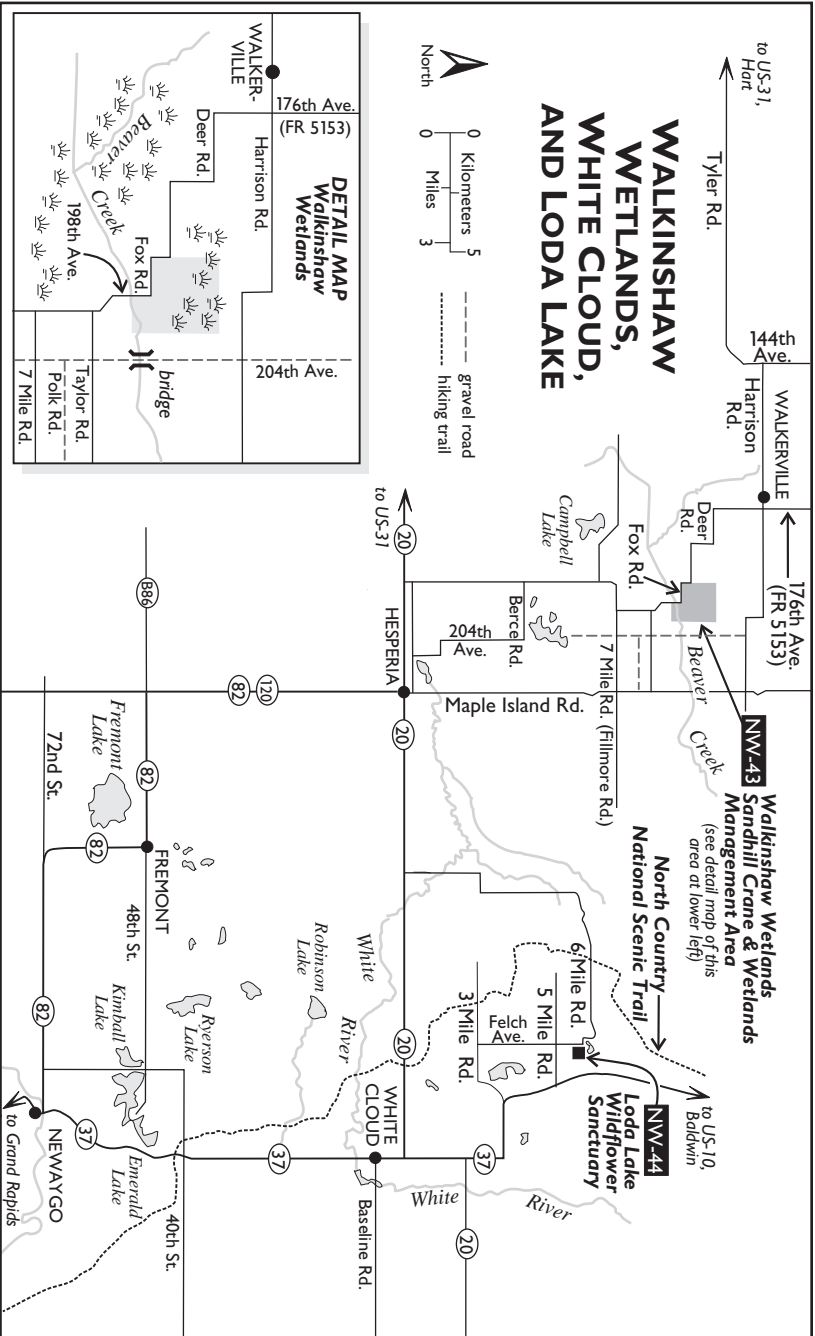 WALKINSHAW
WETLANDS,
WHITE CLOUD,
AND LODA LAKE
North
0 Kilometers 5
0 Miles 3
gravel road
hiking trail
to US-31,
Hart
Tyler Rd.
144th
Ave.
Harrison
Rd.
WALKERVILLE
176th Ave.
(FR 5153)
Deer
Rd.
Fox Rd.
Beaver
Creek
NW-43
Walkinshaw Wetlands
Sandhill Crane & Wetlands
Management Area
(see detail map of this
area at lower left)
North Country
National Scenic Trail
to US-10,
Baldwin
NW-44
Loda Lake
Wildflower
Sanctuary
6 Mile Rd.
5 Mile Rd.
Felch
Ave.
3 Mile Rd.
Campbell
Lake
7 Mile Rd. (Fillmore Rd.)
Berce Rd.
204th
Ave.
Maple Island Rd.
to US-31
20
HESPERIA
20
20
WHITE
CLOUD
37
White
River
20
Baseline Rd.
White
River
Robinson
Lake
Ryerson
Lake
37
82
120
B86
82
FREMONT
48th St.
Fremont
Lake
72nd St.
82
82
Kimball
Lake
Emerald
Lake
40th St.
37
NEWAYGO
to Grand Rapids
DETAIL MAP
Walkinshaw
Wetlands
WALKER-
VILLE
176th Ave.
(FR 5153)
Harrison Rd.
Deer Rd.
Beaver
Creek
Fox Rd.
198th Ave.
bridge
204th Ave.
Taylor Rd.
Polk Rd.
7 Mile Rd.